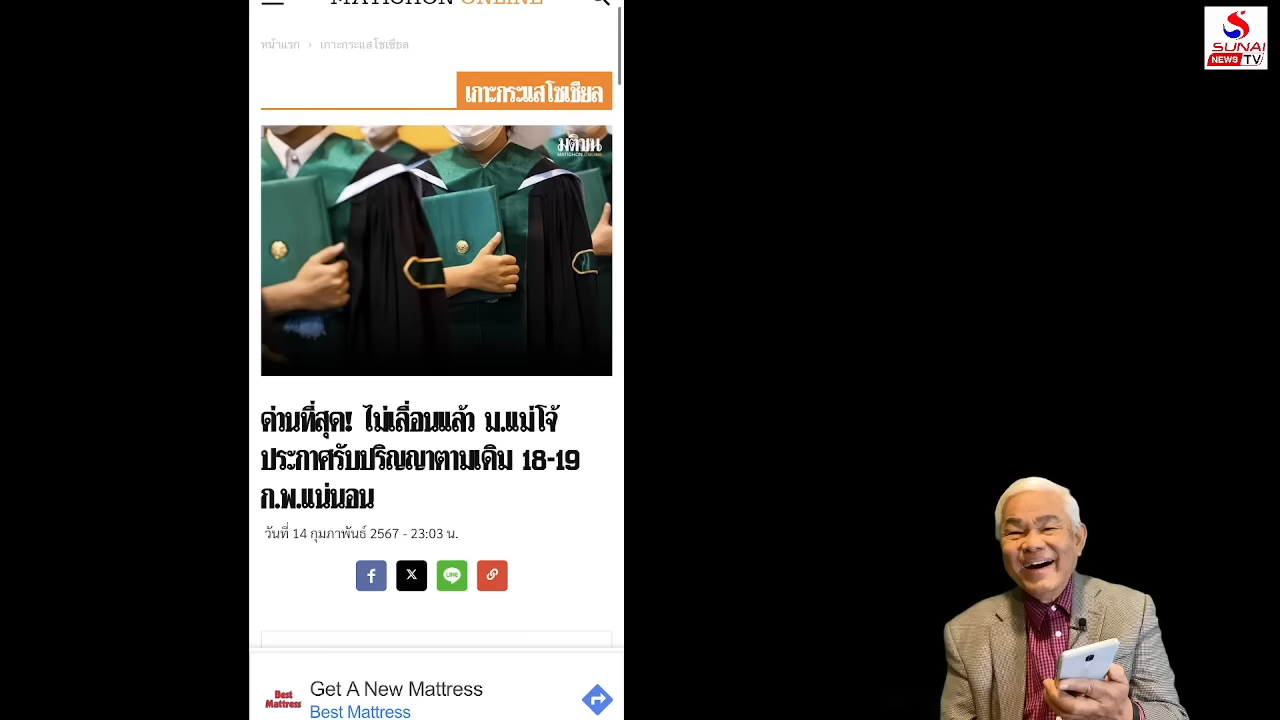 MATICHON ONLINE
SUNAI
NEWS TV
หน้าแรก › เกาะกระแสโซเชียล
เกาะกระแสโซเชียล
มติชน
MATICHON ONLINE
ด่วนที่สุด! ไม่เลื่อนแล้ว ม.แม่โจ้
ประกาศรับปริญญาตามเดิม 18-19
ก.พ.แน่นอน
วันที่ 14 กุมภาพันธ์ 2567 - 23:03 น.
f X LINE
Best
Mattress
Get A New Mattress
Best Mattress